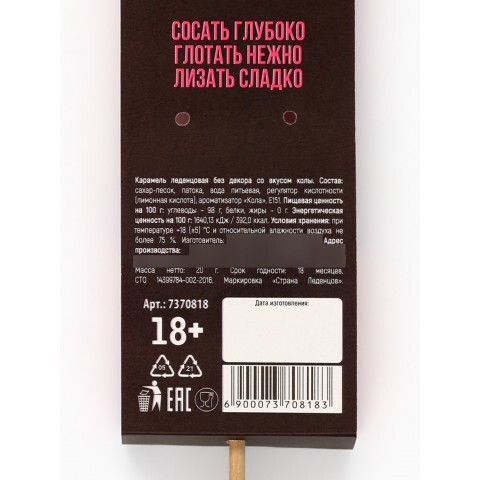 СОСАТЬ ГЛУБОКО
ГЛОТАТЬ НЕЖНО
ЛИЗАТЬ СЛАДКО
Карамель леденцовая без декора со вкусом колы. Состав:
сахар-песок, патока, вода питьевая, регулятор кислотности
(лимонная кислота), ароматизатор «Кола», Е151. Пищевая ценность
на 100 г: углеводы – 98 г, белки, жиры – 0 г. Энергетическая
ценность на 100 г: 1640,13 кДж / 392,0 ккал. Условия хранения: при
температуре +18 (±5) °С и относительной влажности воздуха не
более 75 %. Изготовитель: Адрес
производства:
Масса нетто: 20 г. Срок годности: 18 месяцев.
СТО 14399784-002-2016. Маркировка «Страна Леденцов».
Арт.: 7370818
Дата изготовления:
18+
05
21
EAC
6 900073 708183